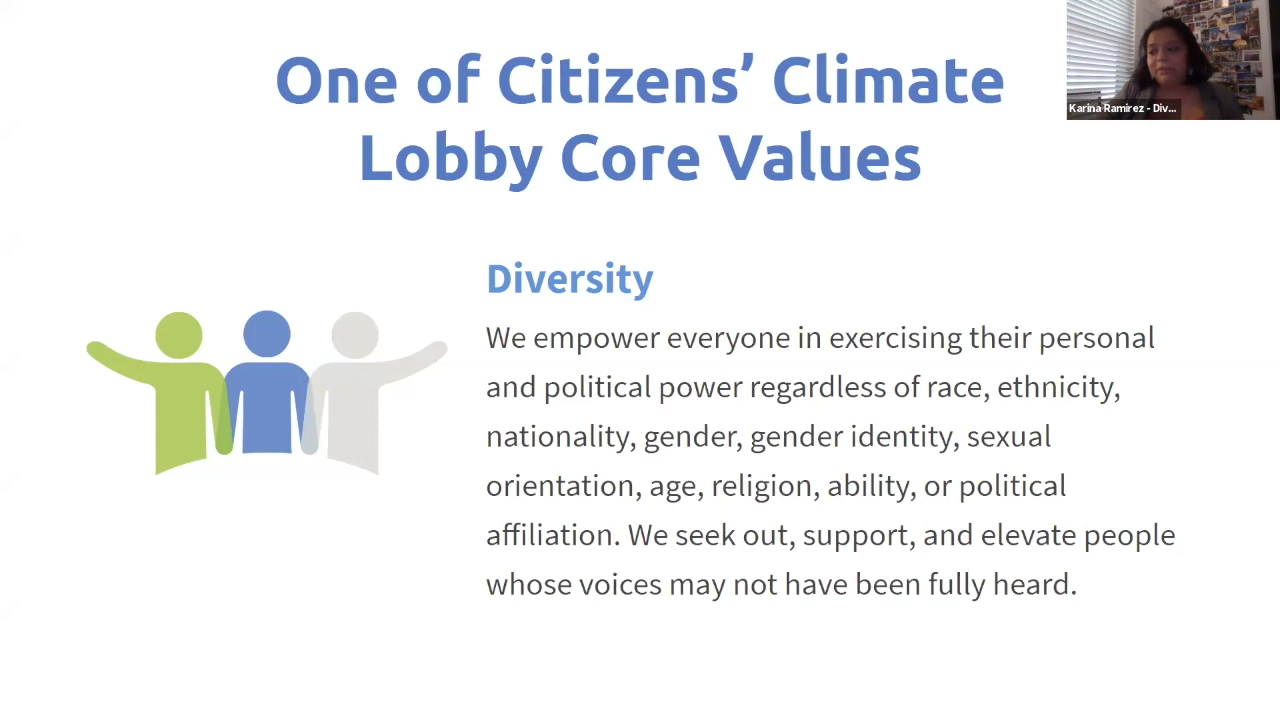 One of Citizens’ Climate
Lobby Core Values
Karina Ramirez - Div...
Diversity
We empower everyone in exercising their personal
and political power regardless of race, ethnicity,
nationality, gender, gender identity, sexual
orientation, age, religion, ability, or political
affiliation. We seek out, support, and elevate people
whose voices may not have been fully heard.